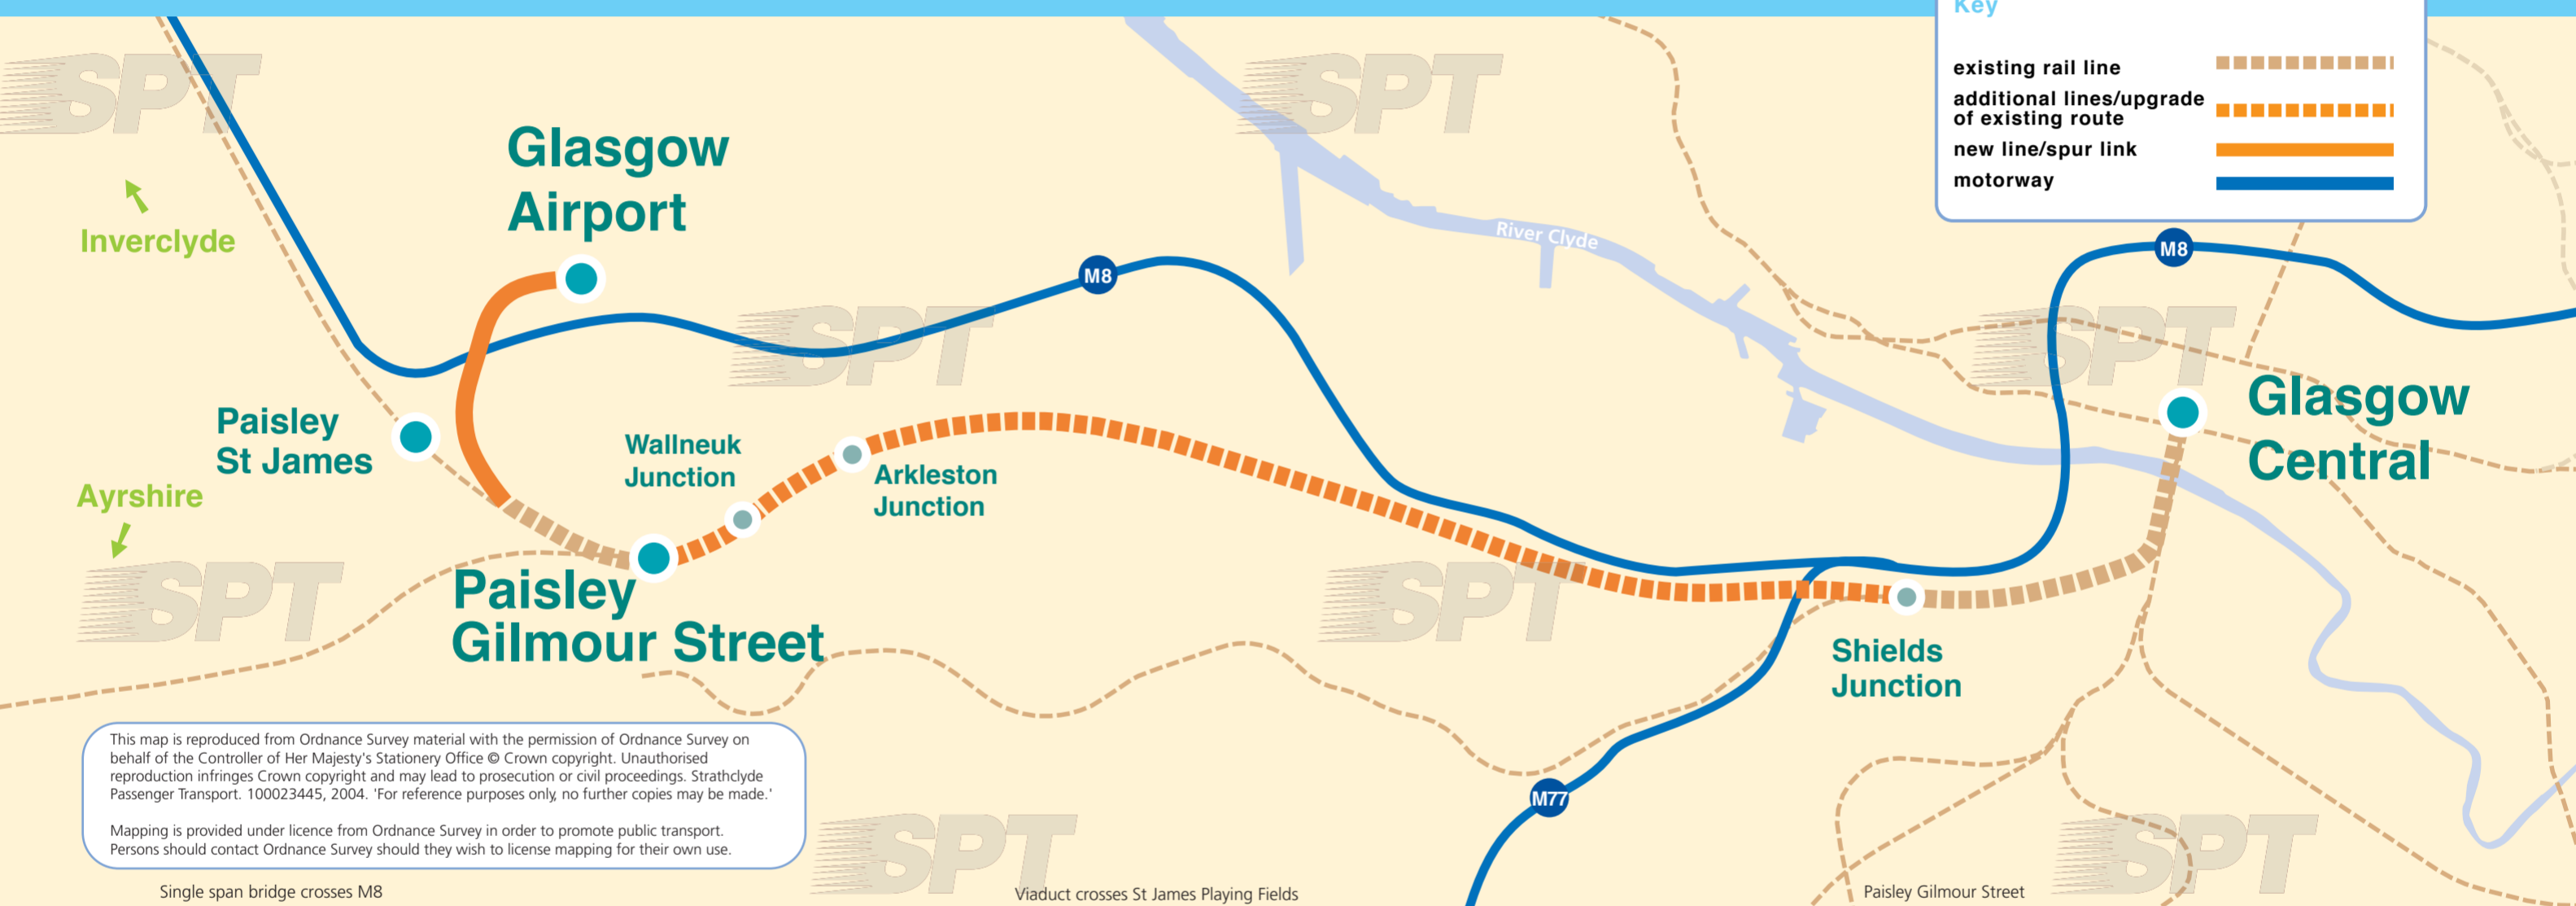 Key
existing rail line
additional lines/upgrade
of existing route
new line/spur link
motorway
SPT
SPT
Glasgow
Airport
Inverclyde
River Clyde
M8
M8
SPT
SPT
Glasgow
Central
Paisley
St James
Wallneuk
Junction
Arkleston
Junction
Ayrshire
SPT
Paisley
Gilmour Street
SPT
Shields
Junction
M77
This map is reproduced from Ordnance Survey material with the permission of Ordnance Survey on
behalf of the Controller of Her Majesty's Stationery Office © Crown copyright. Unauthorised
reproduction infringes Crown copyright and may lead to prosecution or civil proceedings. Strathclyde
Passenger Transport. 100023445, 2004. 'For reference purposes only, no further copies may be made.'
Mapping is provided under licence from Ordnance Survey in order to promote public transport.
Persons should contact Ordnance Survey should they wish to license mapping for their own use.
SPT
SPT
Single span bridge crosses M8
Viaduct crosses St James Playing Fields
Paisley Gilmour Street